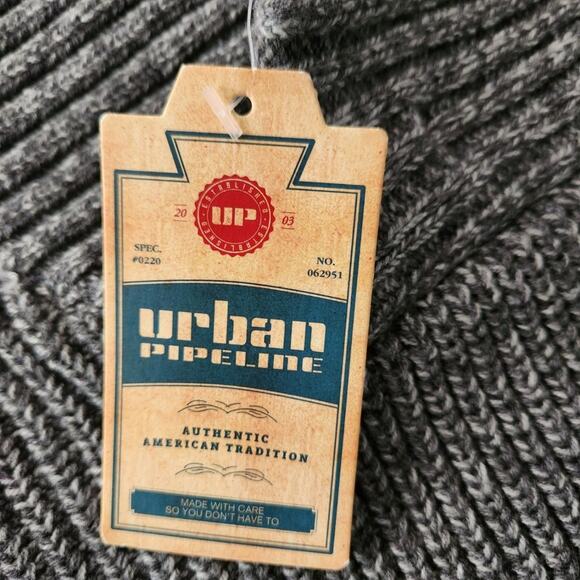 ESTABLISHED
UP
ESTABLISHED
20 03
SPEC.
#0220
NO.
062951
urban
PIPELINE
AUTHENTIC
AMERICAN TRADITION
MADE WITH CARE
SO YOU DON'T HAVE TO